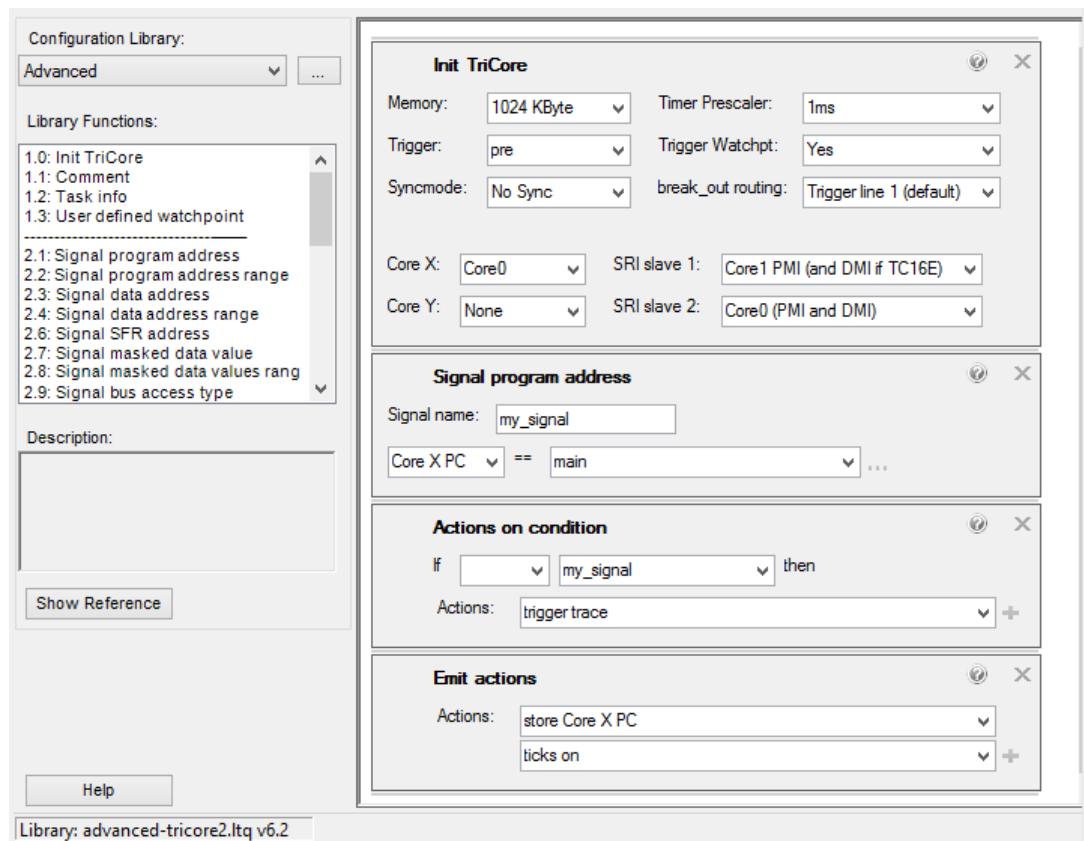 Configuration Library:
Advanced
...
Library Functions:
1.0: Init TriCore
1.1: Comment
1.2: Task info
1.3: User defined watchpoint
--------------------------------
2.1: Signal program address
2.2: Signal program address range
2.3: Signal data address
2.4: Signal data address range
2.6: Signal SFR address
2.7: Signal masked data value
2.8: Signal masked data values rang
2.9: Signal bus access type
Description:
Show Reference
Help
Library: advanced-tricore2.ltq v6.2
Init TriCore
Memory: 1024 KByte Timer Prescaler: 1ms
Trigger: pre Trigger Watchpt: Yes
Syncmode: No Sync break_out routing: Trigger line 1 (default)
Core X: Core0 SRI slave 1: Core1 PMI (and DMI if TC16E)
Core Y: None SRI slave 2: Core0 (PMI and DMI)
Signal program address
Signal name: my_signal
Core X PC == main ...
Actions on condition
If my_signal then
Actions: trigger trace +
Emit actions
Actions: store Core X PC
ticks on +